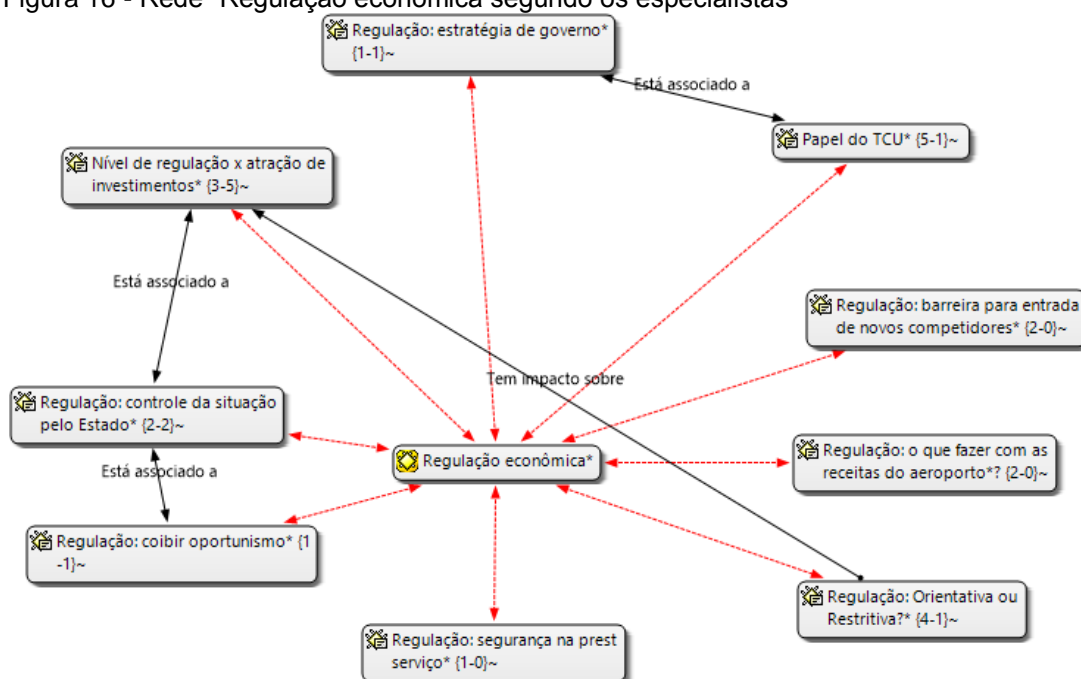 Figura 16 - Rede "Regulação econômica segundo os especialistas"
Regulação: estratégia de governo*
{1-1}~
Está associado a
Papel do TCU* {5-1}~
Nível de regulação x atração de
investimentos* {3-5}~
Está associado a
Regulação: barreira para entrada
de novos competidores* {2-0}~
Tem impacto sobre
Regulação: controle da situação
pelo Estado* {2-2}~
Regulação econômica*
Regulação: o que fazer com as
receitas do aeroporto*? {2-0}~
Está associado a
Regulação: coibir oportunismo* {1
-1}~
Regulação: Orientativa ou
Restritiva?* {4-1}~
Regulação: segurança na prest
serviço* {1-0}~